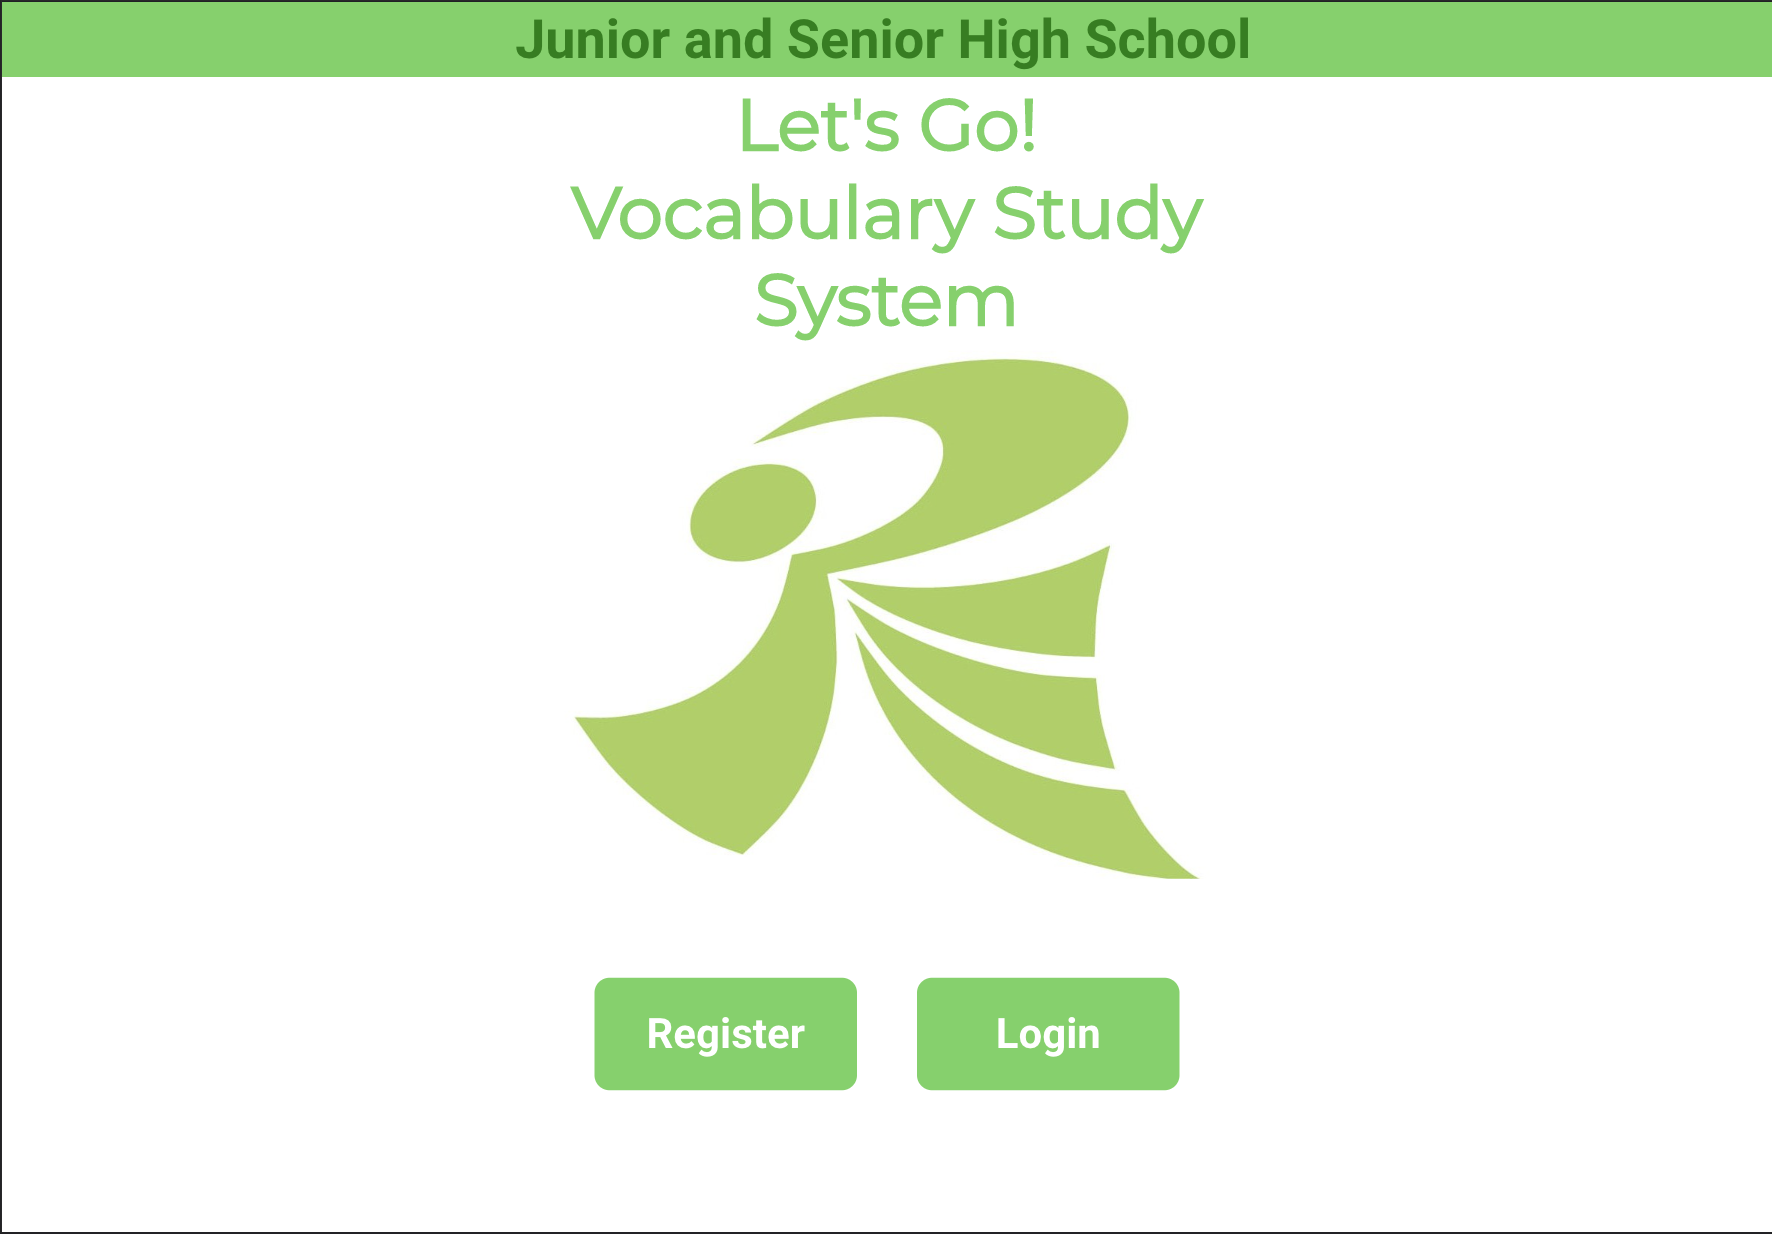 Junior and Senior High School
Let's Go!
Vocabulary Study
System
Register
Login